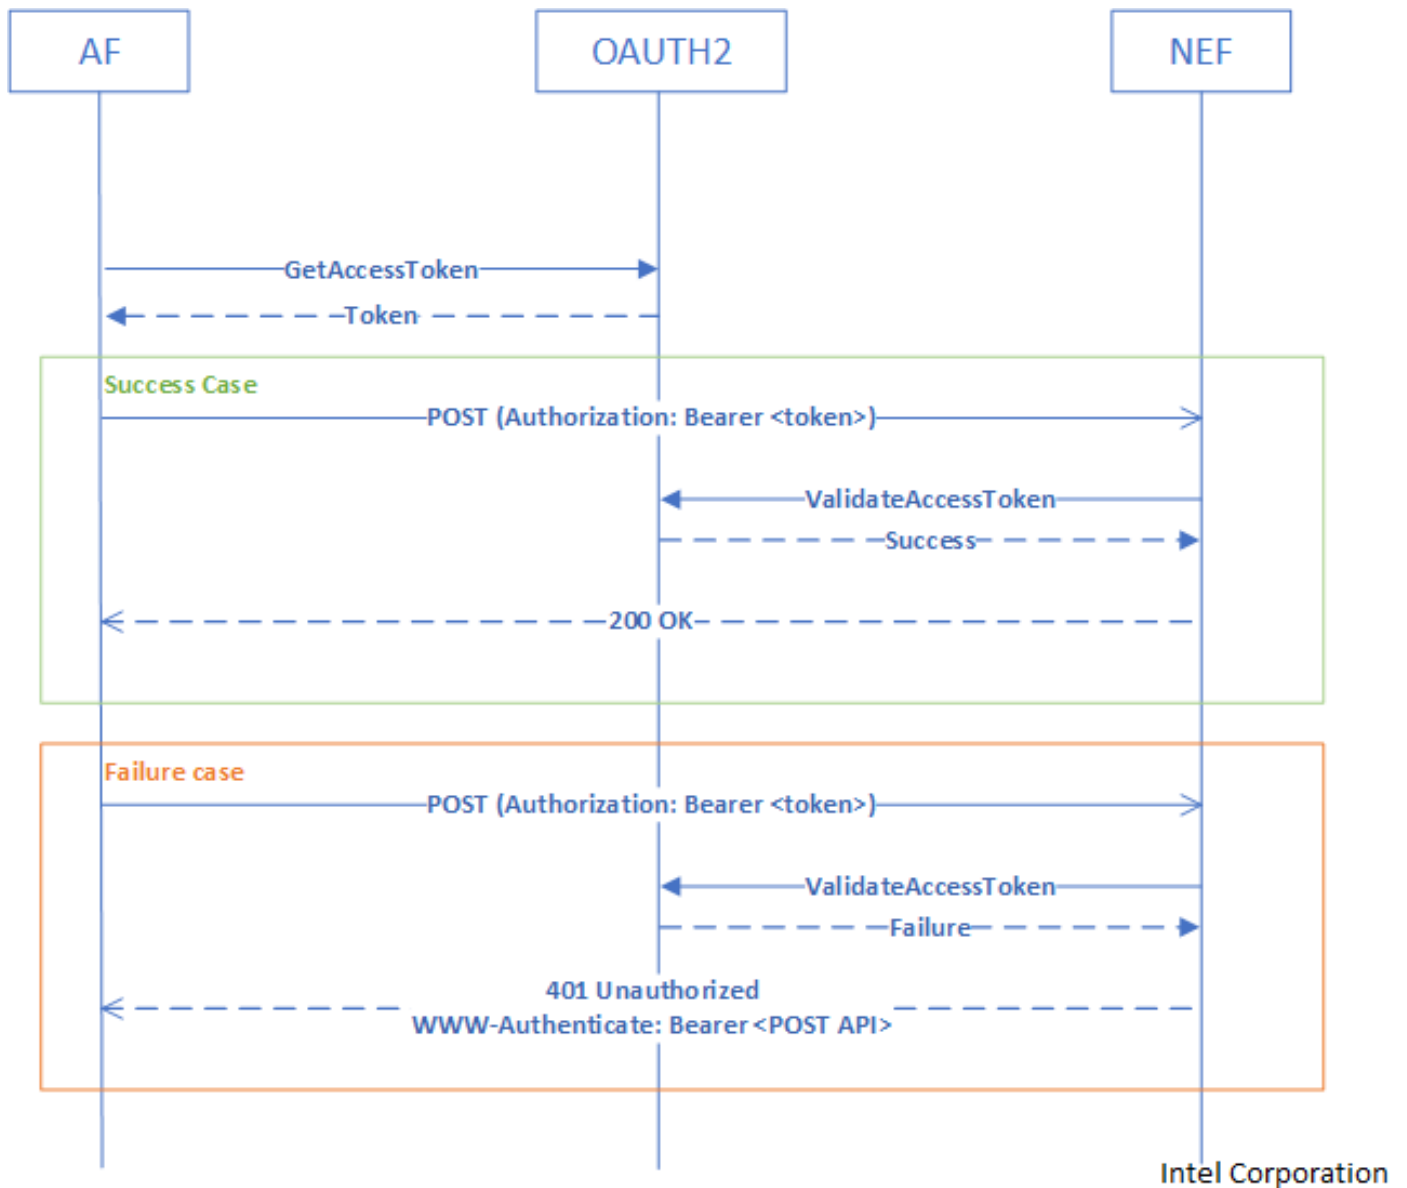 AF
OAUTH2
NEF
GetAccessToken
Token
Success Case
POST (Authorization: Bearer <token>)
ValidateAccessToken
Success
200 OK
Failure case
POST (Authorization: Bearer <token>)
ValidateAccessToken
Failure
401 Unauthorized
WWW-Authenticate: Bearer <POST API>
Intel Corporation